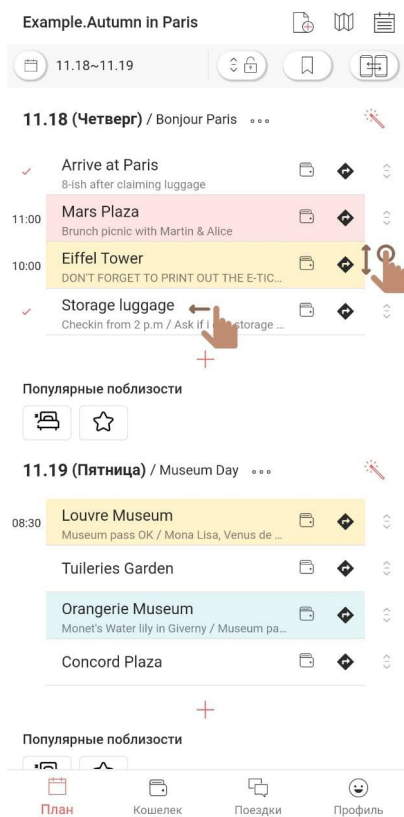 Example.Autumn in Paris
11.18~11.19
11.18 (Четверг) / Bonjour Paris
Arrive at Paris
8-ish after claiming luggage
11:00
Mars Plaza
Brunch picnic with Martin & Alice
10:00
Eiffel Tower
DON'T FORGET TO PRINT OUT THE E-TIC...
Storage luggage
Checkin from 2 p.m / Ask if i storage ...
Популярные поблизости
11.19 (Пятница) / Museum Day
08:30
Louvre Museum
Museum pass OK / Mona Lisa, Venus de ...
Tuileries Garden
Orangerie Museum
Monet's Water lily in Giverny / Museum pa...
Concord Plaza
Популярные поблизости
План
Кошелек
Поездки
Профиль